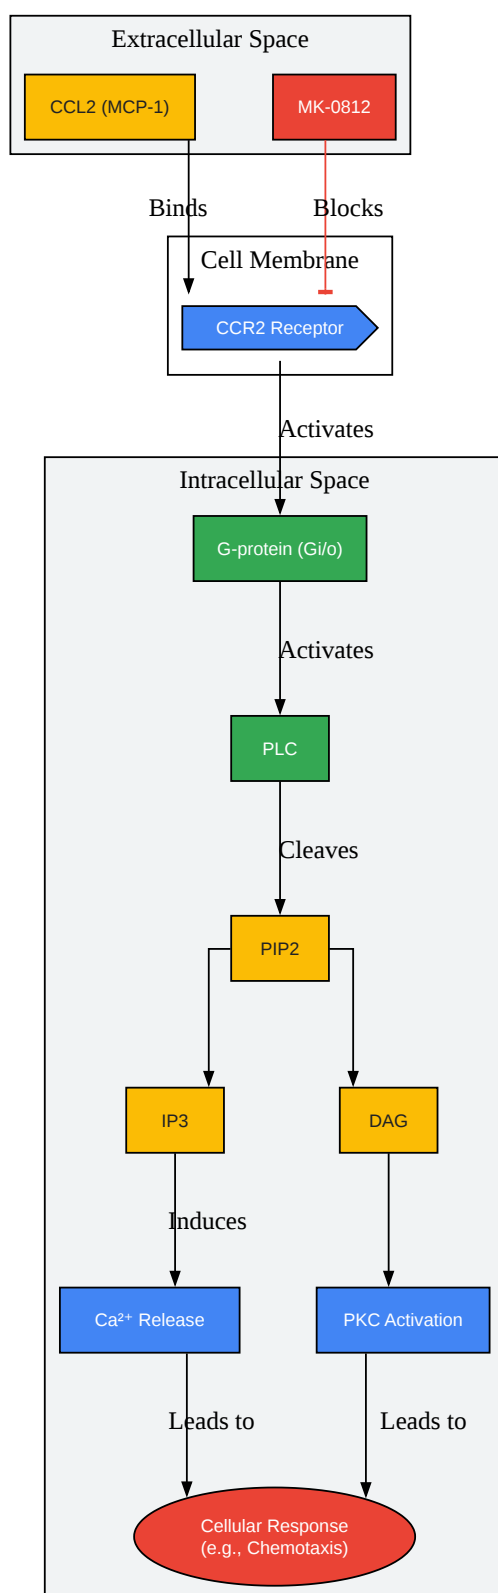 Extracellular Space
CCL2 (MCP-1)
MK-0812
Binds
Blocks
Cell Membrane
CCR2 Receptor
Activates
Intracellular Space
G-protein (Gi/o)
Activates
PLC
Cleaves
PIP2
IP3
DAG
Induces
Ca²⁺ Release
PKC Activation
Leads to
Leads to
Cellular Response
(e.g., Chemotaxis)